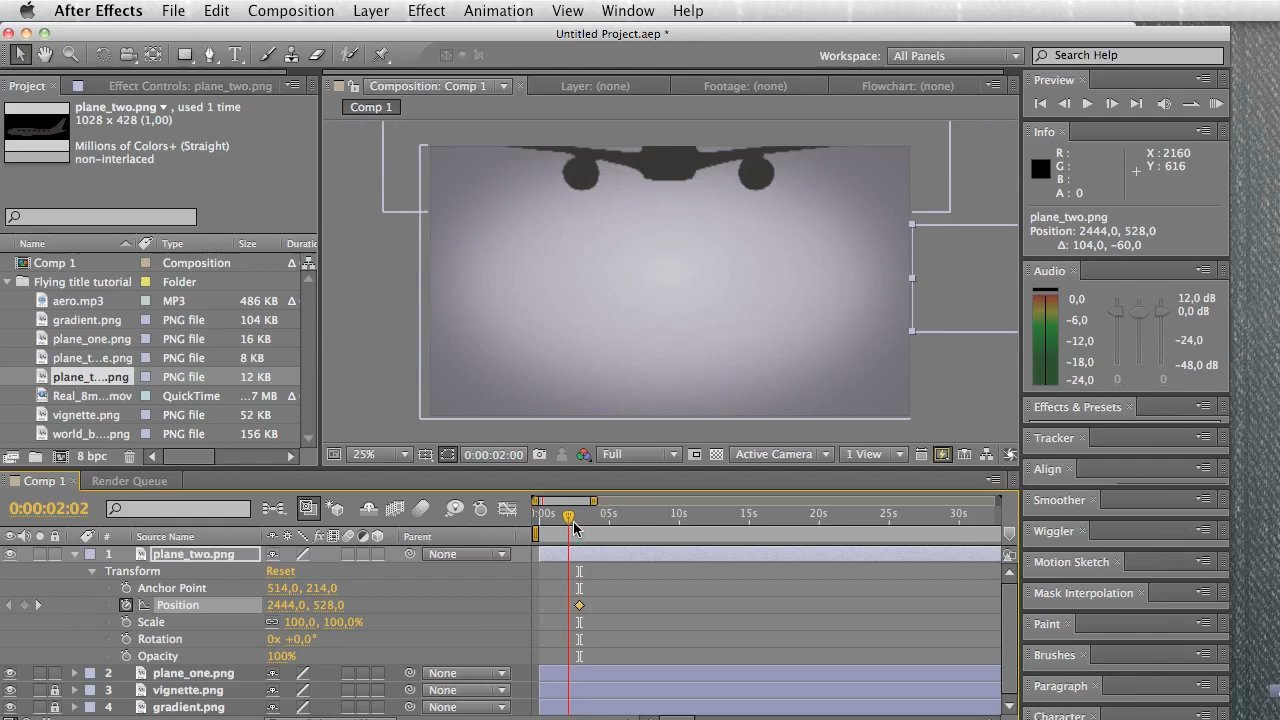 After Effects File Edit Composition Layer Effect Animation View Window Help
Untitled Project.aep *
Workspace: All Panels Search Help
Project Effect Controls: plane_two.png
Composition: Comp 1 Layer: (none) Footage: (none) Flowchart: (none)
Preview
Comp 1
plane_two.png , used 1 time
1028 x 428 (1,00)
Millions of Colors+ (Straight)
non-interlaced
Info
R :
G :
B :
A : 0
X : 2160
Y : 616
plane_two.png
Position: 2444,0, 528,0
Δ: 104,0, -60,0
Name Type Size Duratic
Comp 1 Composition Δ
Flying title tutorial Folder
aero.mp3 MP3 486 KB Δ
gradient.png PNG file 104 KB
plane_one.png PNG file 16 KB
plane_t...e.png PNG file 8 KB
plane_t....png PNG file 12 KB
Real_8m...mov QuickTime ...7 MB Δ
vignette.png PNG file 52 KB
world_b....png PNG file 156 KB
8 bpc
Audio
0,0
-6,0
-12,0
-18,0
-24,0
12,0 dB
0,0 dB
-24,0
-48,0 dB
0 0
25% 0:00:02:00 Full Active Camera 1 View
Effects & Presets
Tracker
Align
Smoother
Wiggler
Motion Sketch
Mask Interpolation
Paint
Brushes
Paragraph
Character
Comp 1 Render Queue
0:00:02:02
:00s 05s 10s 15s 20s 25s 30s
# Source Name Parent
1 plane_two.png None
Transform Reset
Anchor Point 514,0, 214,0
Position 2444,0, 528,0
Scale 100,0, 100,0%
Rotation 0x +0,0°
Opacity 100%
2 plane_one.png None
3 vignette.png None
4 gradient.png None